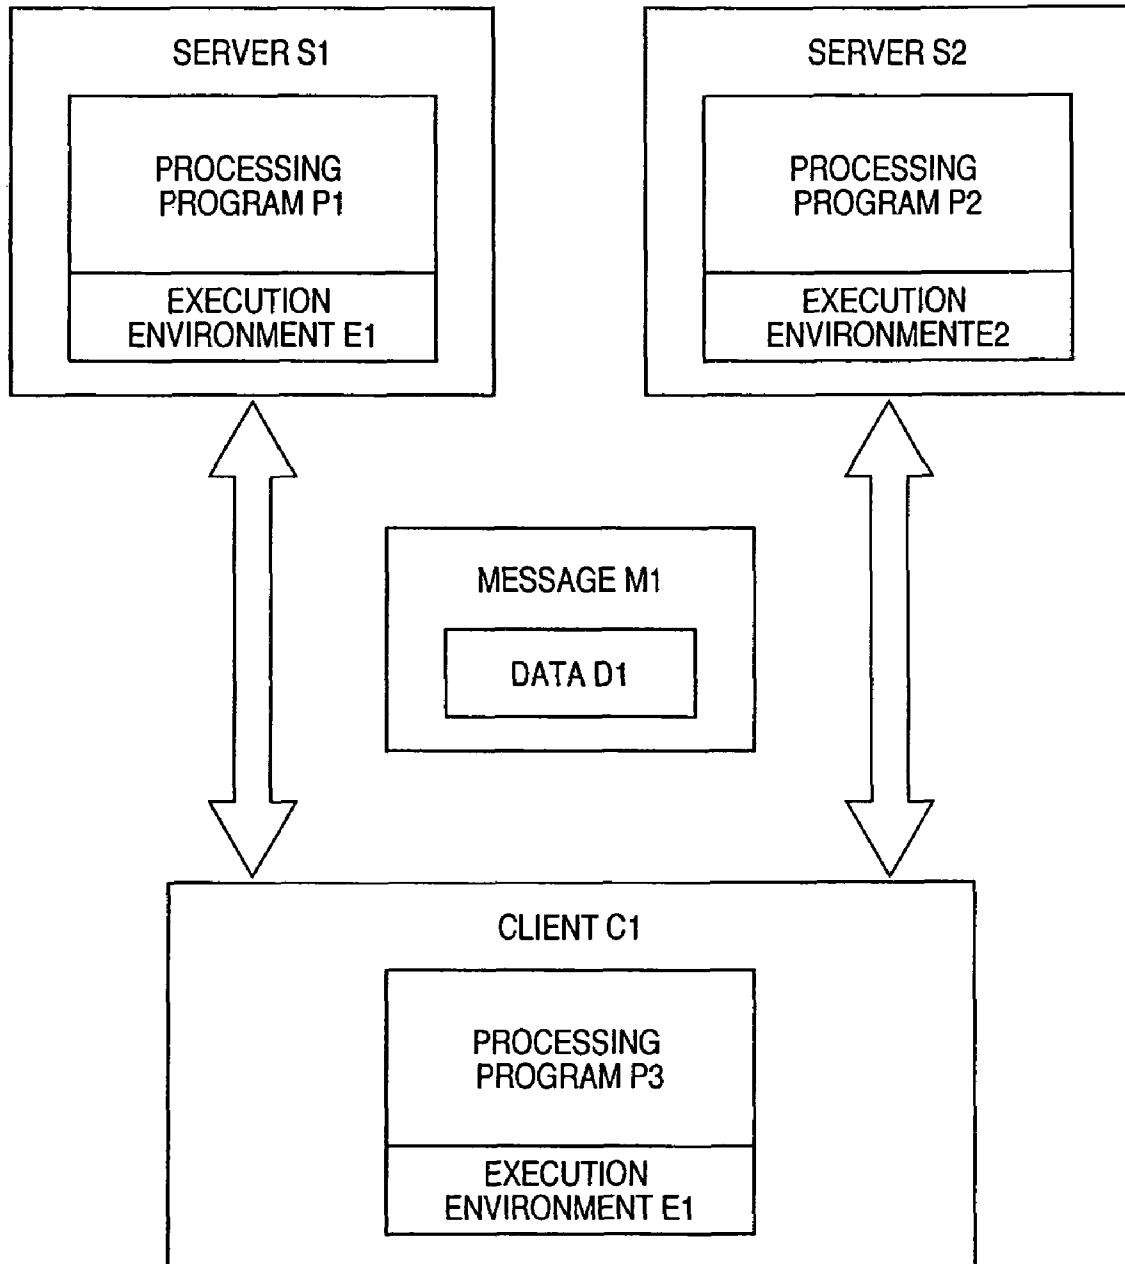 SERVER S1
PROCESSING
PROGRAM P1
EXECUTION
ENVIRONMENT E1
SERVER S2
PROCESSING
PROGRAM P2
EXECUTION
ENVIRONMENTE2
MESSAGE M1
DATA D1
CLIENT C1
PROCESSING
PROGRAM P3
EXECUTION
ENVIRONMENT E1